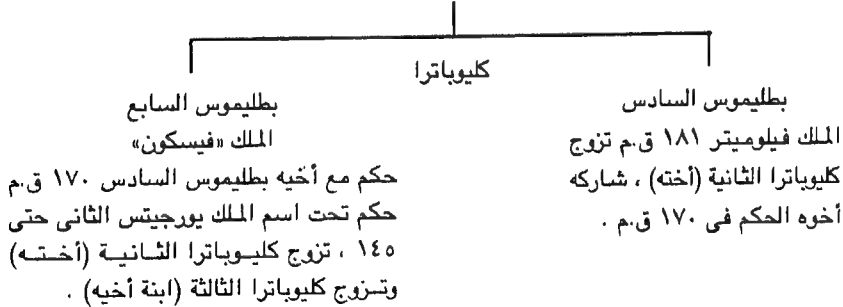 كليوباترا
بطليموس السادس
الملك فيلوميتر ١٨١ ق.م تزوج
كليوباترا الثانية (أخته) ، شاركه
أخوه الحكم فى ١٧٠ ق.م .
بطليموس السابع
الملك «فيسكون»
حكم مع أخيه بطليموس السادس ١٧٠ ق.م
حكم تحت اسم الملك يورجيتس الثانى حتى
١٤٥ ، تزوج كليوباترا الثانية (أخته)
وتزوج كليوباترا الثالثة (ابنة أخيه) .